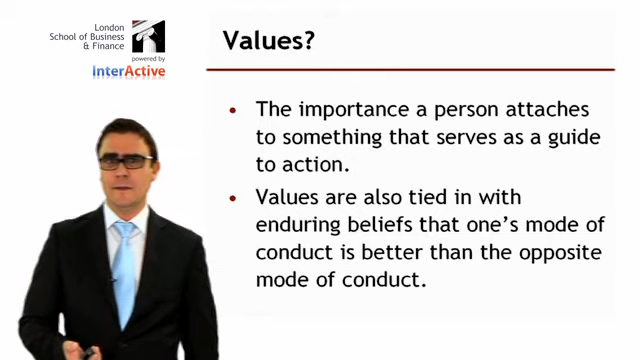 London
School of Business
& Finance
powered by
InterActive
Values?
• The importance a person attaches
to something that serves as a guide
to action.
• Values are also tied in with
enduring beliefs that one's mode of
conduct is better than the opposite
mode of conduct.